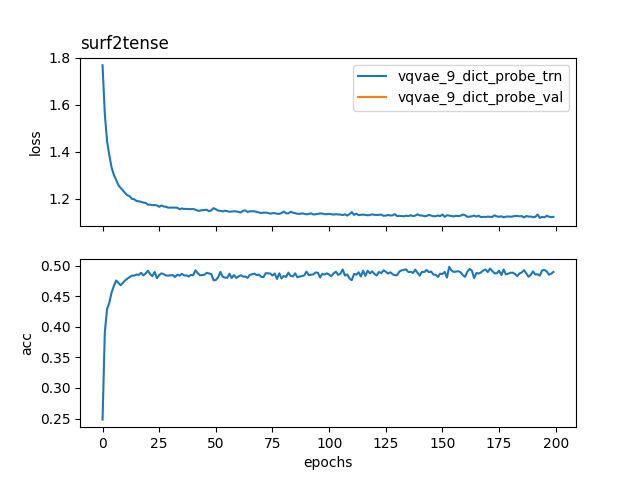 surf2tense
1.8
1.6
1.4
1.2
loss
vqvae_9_dict_probe_trn
vqvae_9_dict_probe_val
0.50
0.45
0.40
0.35
0.30
0.25
acc
0 25 50 75 100 125 150 175 200
epochs